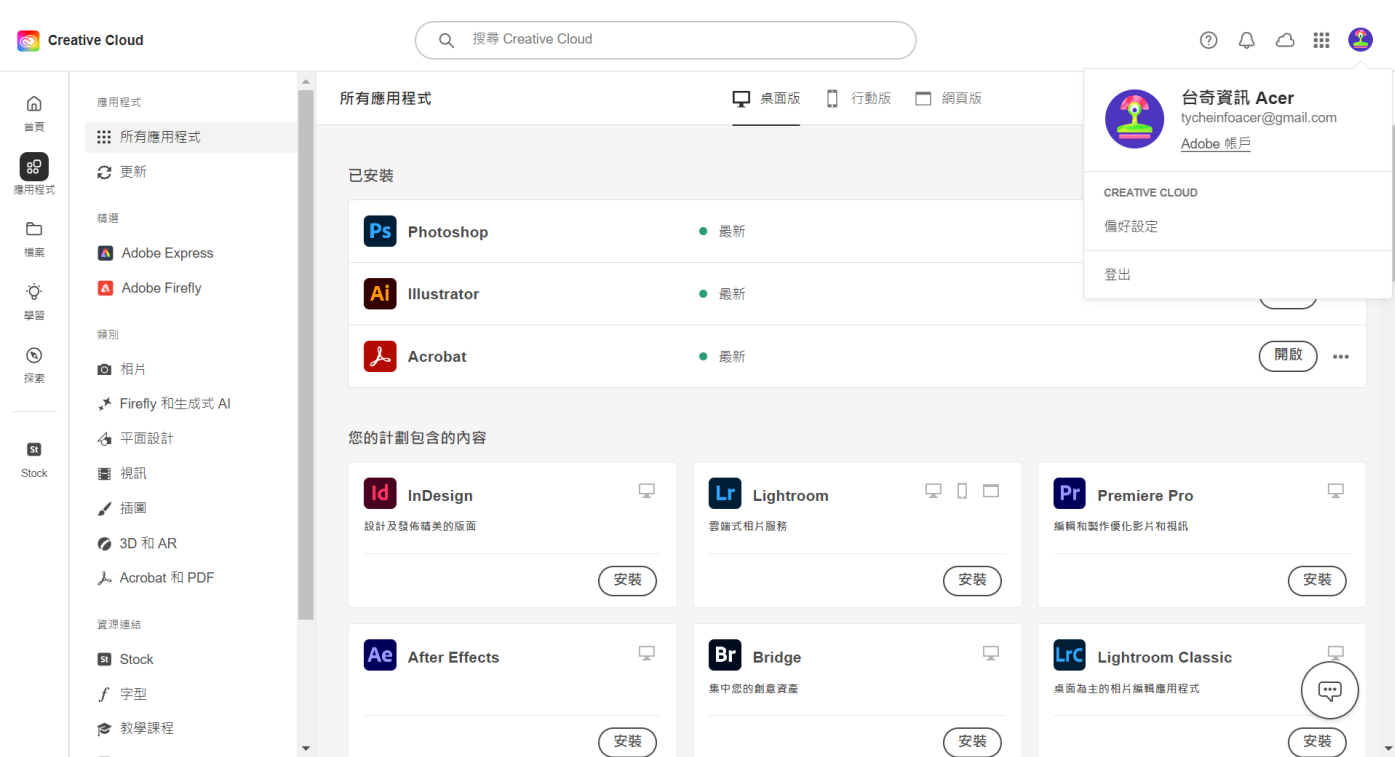 Creative Cloud
搜尋 Creative Cloud
首頁
應用程式
檔案
學習
探索
St
Stock
應用程式
所有應用程式
更新
精選
Adobe Express
Adobe Firefly
類別
相片
Firefly 和生成式 AI
平面設計
視訊
插圖
3D 和 AR
Acrobat 和 PDF
資源連結
St Stock
字型
教學課程
所有應用程式
桌面版
行動版
網頁版
台奇資訊 Acer
tycheinfoacer@gmail.com
Adobe 帳戶
CREATIVE CLOUD
偏好設定
登出
已安裝
Ps Photoshop 最新
Ai Illustrator 最新
Acrobat 最新 開啟
您的計劃包含的內容
Id InDesign
設計及發佈精美的版面
安裝
Lr Lightroom
雲端式相片服務
安裝
Pr Premiere Pro
編輯和製作優化影片和視訊
安裝
Ae After Effects
安裝
Br Bridge
集中您的創意資產
安裝
LrC Lightroom Classic
桌面為主的相片編輯應用程式
安裝